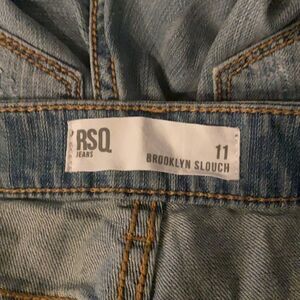 RSQ
JEANS
11
BROOKLYN SLOUCH